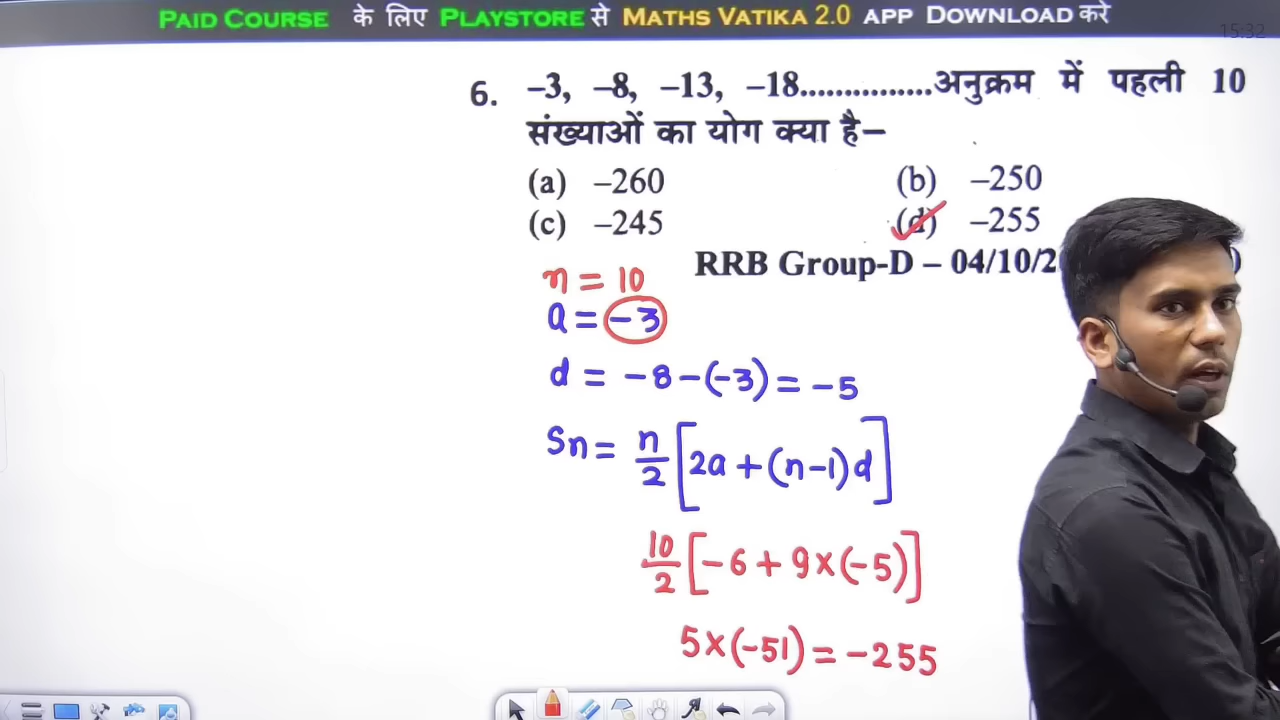 PAID COURSE के लिए PLAYSTORE से MATHS VATIKA 2.0 APP DOWNLOAD करे
15:32
6. –3, –8, –13, –18...............अनुक्रम में पहली 10
संख्याओं का योग क्या है–
(a) –260 (b) –250
(c) –245 (d) –255
RRB Group-D – 04/10/2
n = 10
a = -3
d = -8-(-3) = -5
Sn = n/2 [2a + (n-1)d]
10/2 [-6 + 9×(-5)]
5×(-51) = -255